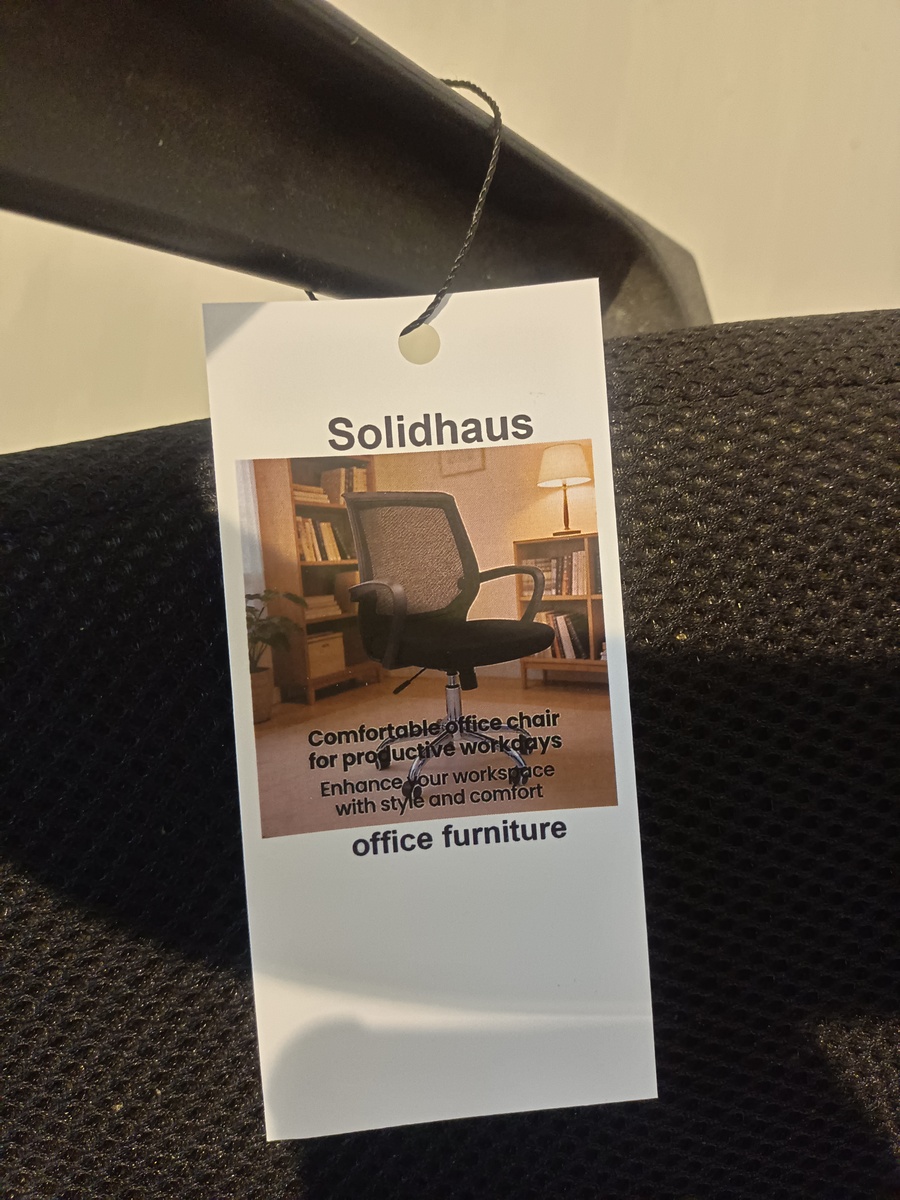 Solidhaus
Comfortable office chair
for productive workdays
Enhance your workspace
with style and comfort
office furniture